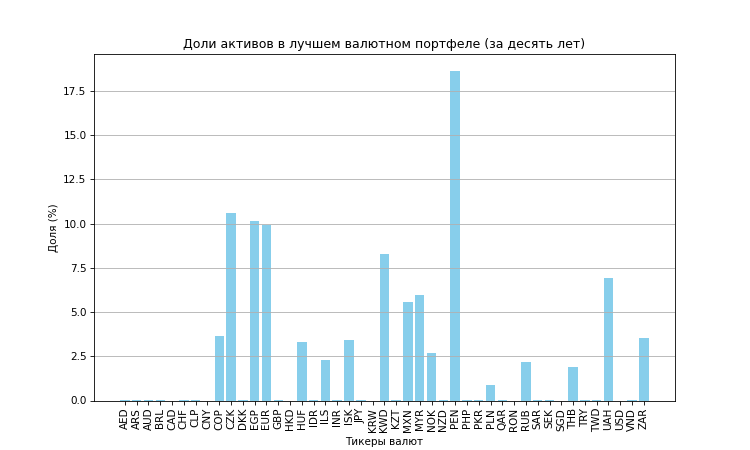 Доли активов в лучшем валютном портфеле (за десять лет)
Доля (%)
17.5
15.0
12.5
10.0
7.5
5.0
2.5
0.0
AED ARS AUD BRL CAD CHF CLP CNY COP CZK DKK EGP EUR GBP HKD HUF IDR ILS INR ISK JPY KRW KWD KZT MXN MYR NOK NZD PEN PHP PKR PLN QAR RON RUB SAR SEK SGD THB TRY TWD UAH USD VND ZAR
Тикеры валют